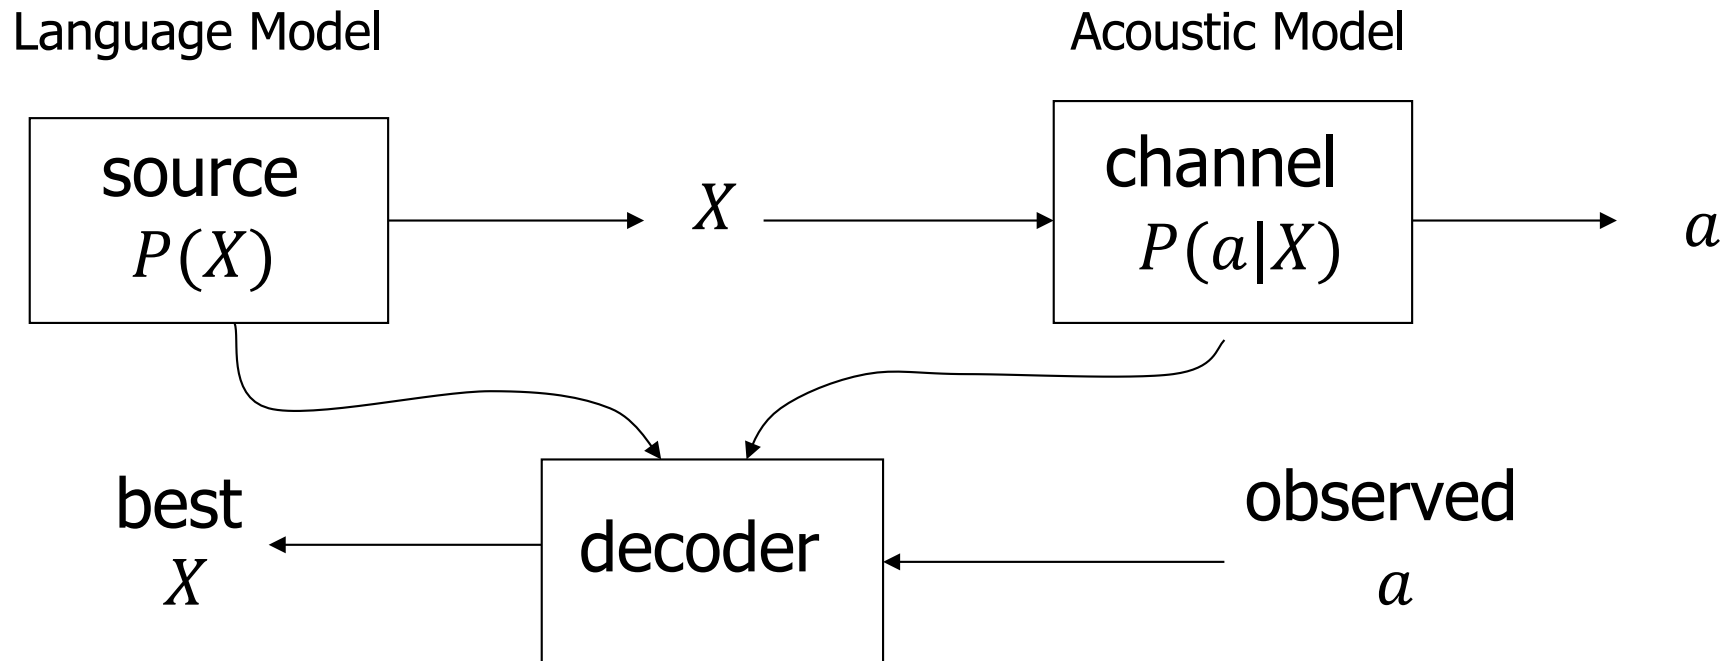 Language Model
Acoustic Model
source
P(X)
X
channel
P(a|X)
a
best
X
decoder
observed
a